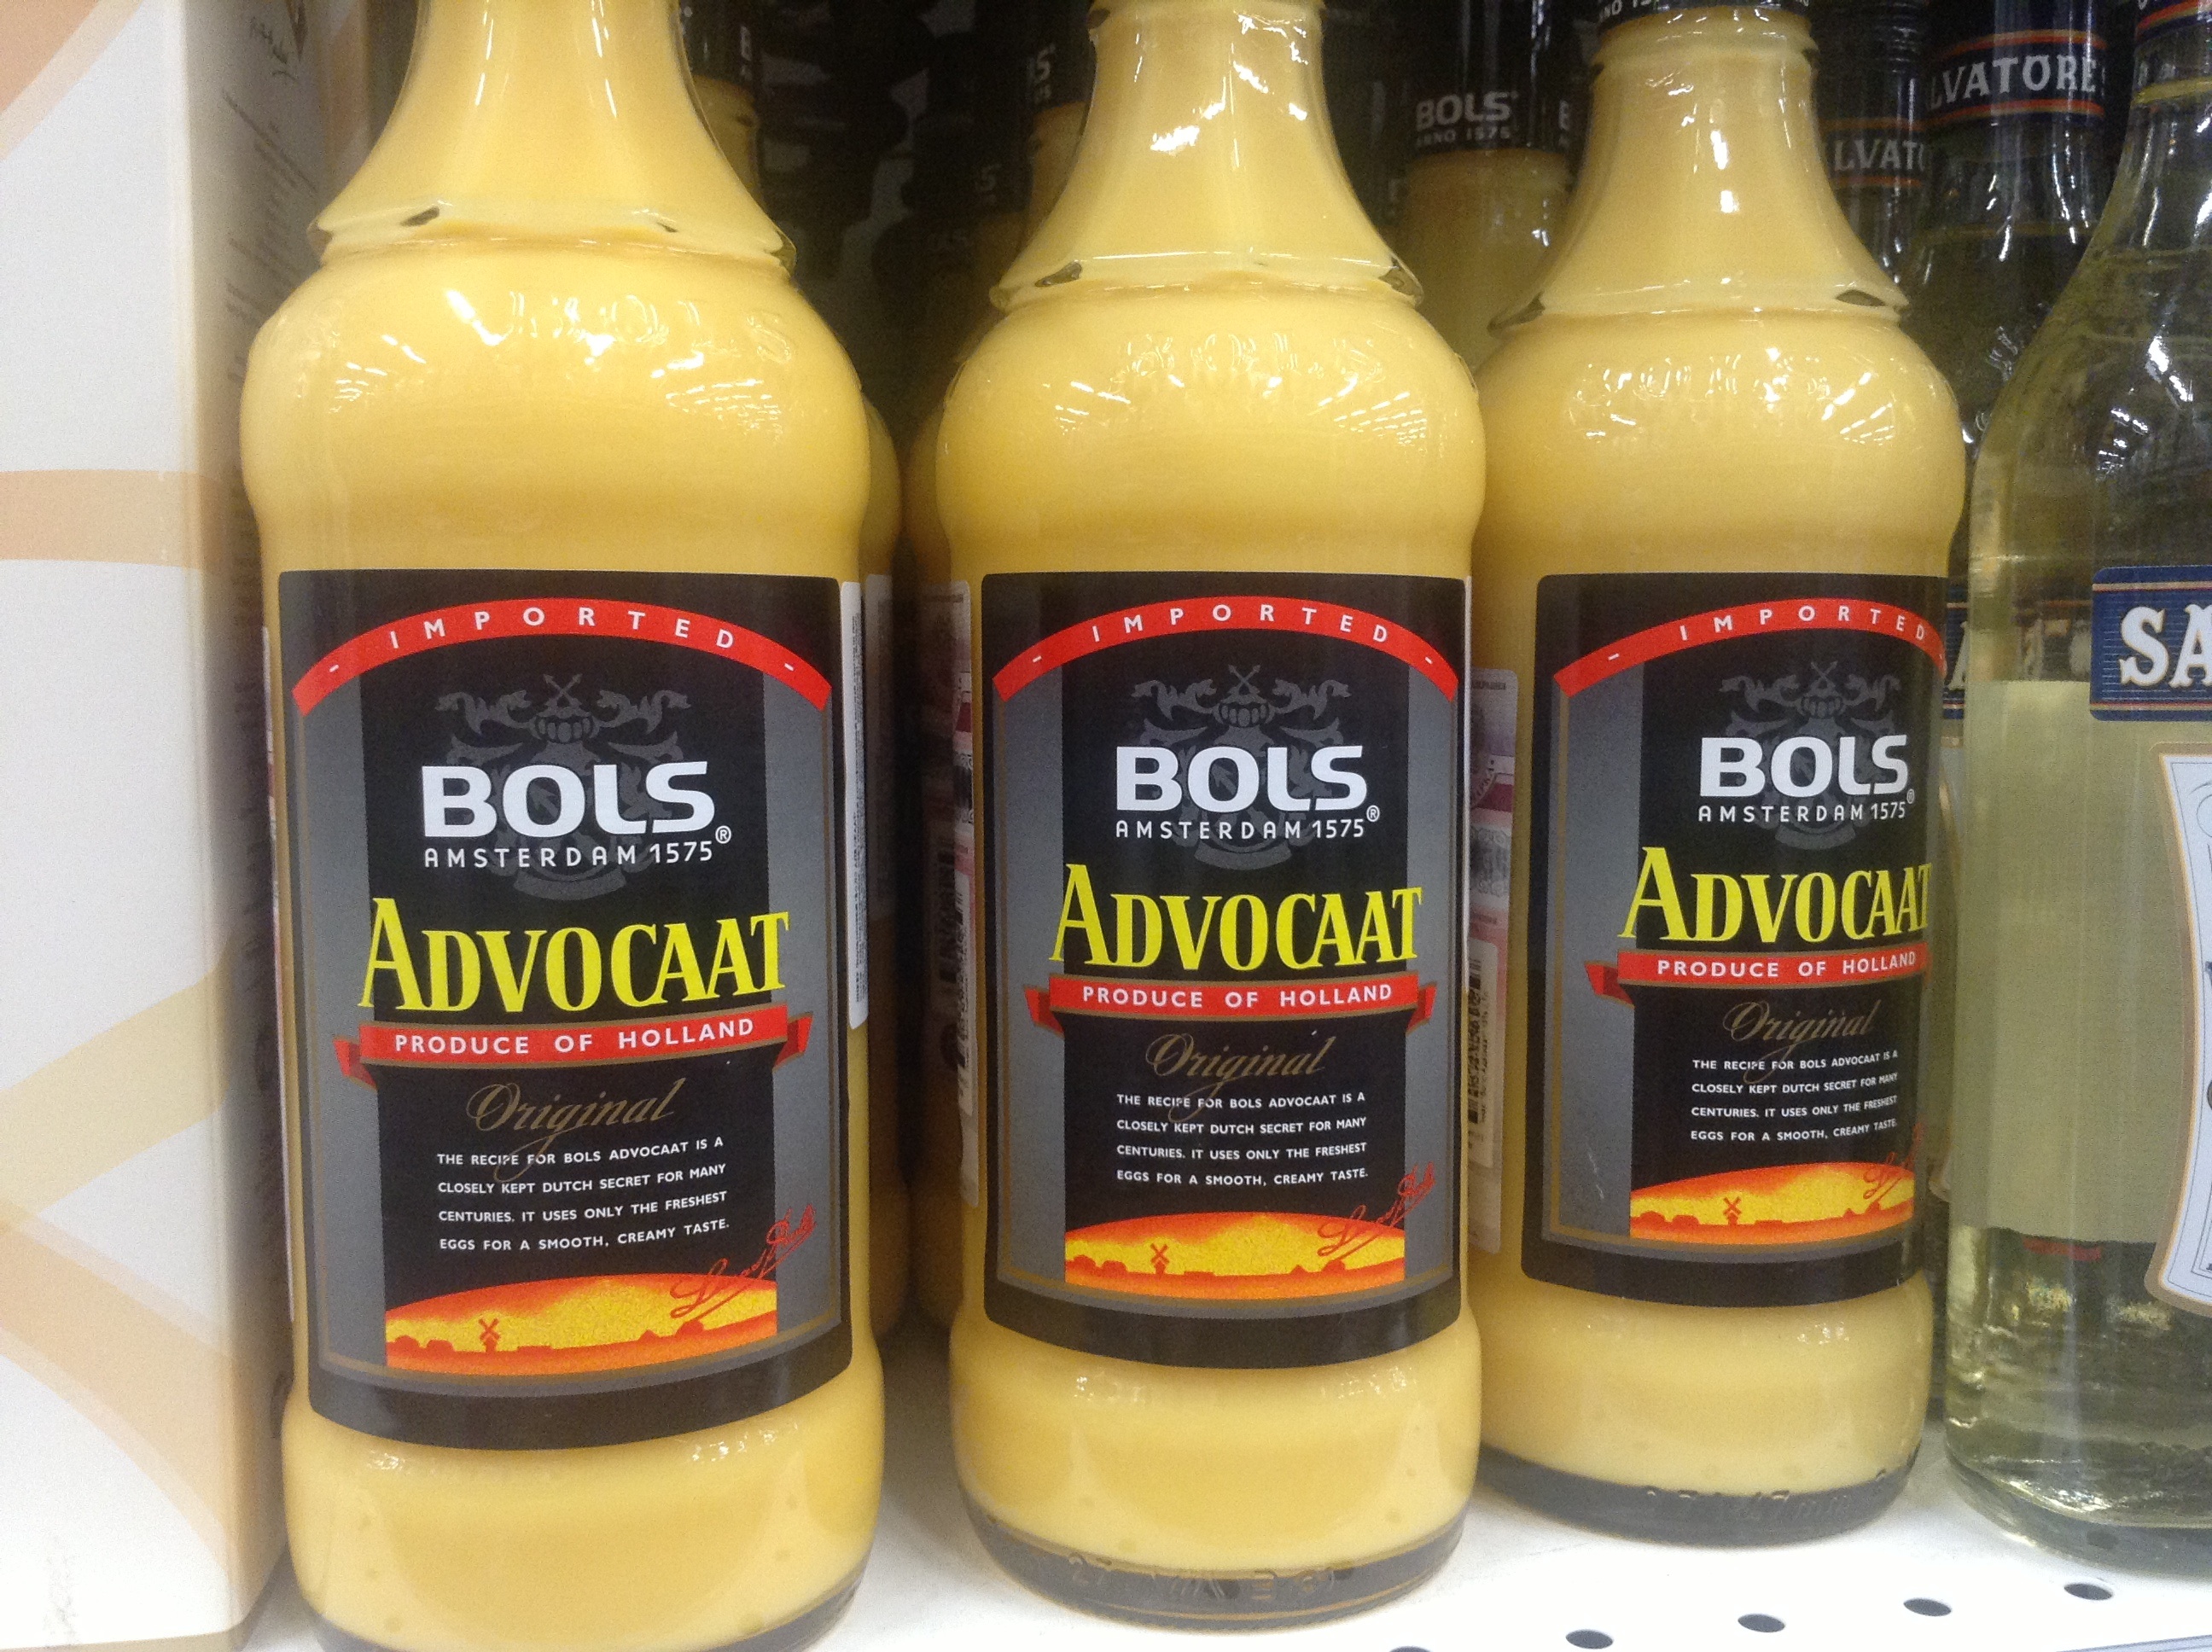 - IMPORTED -
BOLS®
AMSTERDAM 1575
ADVOCAAT
PRODUCE OF HOLLAND
Original
THE RECIPE FOR BOLS ADVOCAAT IS A
CLOSELY KEPT DUTCH SECRET FOR MANY
CENTURIES. IT USES ONLY THE FRESHEST
EGGS FOR A SMOOTH, CREAMY TASTE.
- IMPORTED -
BOLS®
AMSTERDAM 1575
ADVOCAAT
PRODUCE OF HOLLAND
Original
THE RECIPE FOR BOLS ADVOCAAT IS A
CLOSELY KEPT DUTCH SECRET FOR MANY
CENTURIES. IT USES ONLY THE FRESHEST
EGGS FOR A SMOOTH, CREAMY TASTE.
- IMPORTED
BOLS®
AMSTERDAM 1575
ADVOCAAT
PRODUCE OF HOLLAND
Original
THE RECIPE FOR BOLS ADVOCAAT IS A
CLOSELY KEPT DUTCH SECRET FOR MANY
CENTURIES. IT USES ONLY THE FRESHEST
EGGS FOR A SMOOTH, CREAMY TASTE.
BOLS
ANNO 1575
LVATORE
LVAT
SA